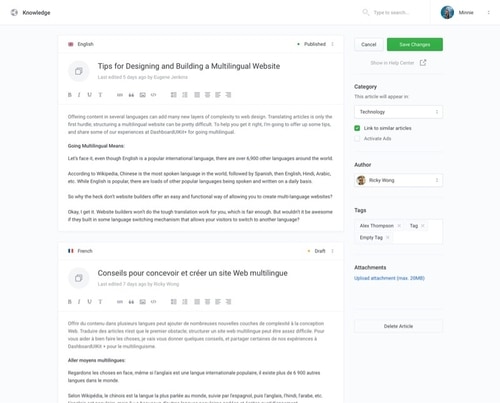 Knowledge
Type to search...
Minnie
English
Published
Cancel
Save Changes
Tips for Designing and Building a Multilingual Website
Last edited 5 days ago by Eugene Jenkins
Show in Help Center
B I U T
Category
This article will appear in:
Technology
Link to similar articles
Activate Ads
Offering content in several languages can add many new layers of complexity to web design. Translating articles is only the
first hurdle; structuring a multilingual website can be pretty difficult. To help you get it right, I'm going to offer up some tips,
and share some of our experiences at DashboardUIKit+ for going multilingual.
Going Multilingual Means:
Let's face it, even though English is a popular international language, there are over 6,900 other languages around the world.
According to Wikipedia, Chinese is the most spoken language in the world, followed by Spanish, then English, Hindi, Arabic,
etc. While English is popular, there are loads of other popular languages being spoken and written on a daily basis.
So why the heck don't website builders offer an easy and functional way of allowing you to create multi-language websites?
Okay, I get it. Website builders won't do the tough translation work for you, which is fair enough. But wouldn't it be awesome
if they built in some language switching mechanism that allows your visitors to switch to another language?
Author
Ricky Wong
Tags
Alex Thompson
Tag
Empty Tag
Attachments
Upload attachment (max. 20MB)
Delete Article
French
Draft
Conseils pour concevoir et créer un site Web multilingue
Last edited 7 days ago by Ricky Wong
B I U T
Offrir du contenu dans plusieurs langues peut ajouter de nombreuses nouvelles couches de complexité à la conception
Web. Traduire des articles n'est que le premier obstacle; structurer un site web multilingue peut être assez difficile. Pour
vous aider à bien faire les choses, je vais vous donner quelques conseils, et partager certaines de nos expériences à
DashboardUIKit + pour le multilinguisme.
Aller moyens multilingues:
Regardons les choses en face, même si l'anglais est une langue internationale populaire, il existe plus de 6 900 autres
langues dans le monde.
Selon Wikipedia, le chinois est la langue la plus parlée au monde, suivie par l'espagnol, puis l'anglais, l'hindi, l'arabe, etc.